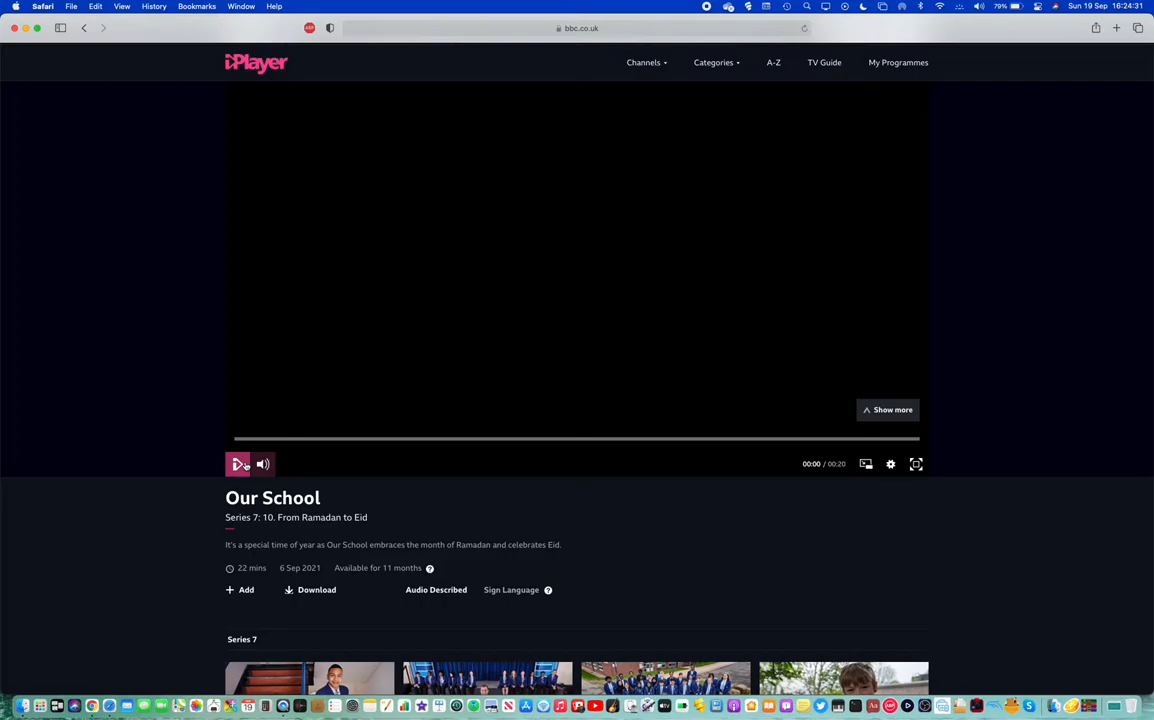 Safari File Edit View History Bookmarks Window Help 79% Sun 19 Sep 16:24:31
ABP bbc.co.uk
iPlayer Channels Categories A-Z TV Guide My Programmes
Show more
00:00 / 00:20
Our School
Series 7: 10. From Ramadan to Eid
It's a special time of year as Our School embraces the month of Ramadan and celebrates Eid.
22 mins 6 Sep 2021 Available for 11 months ?
+ Add Download Audio Described Sign Language ?
Series 7